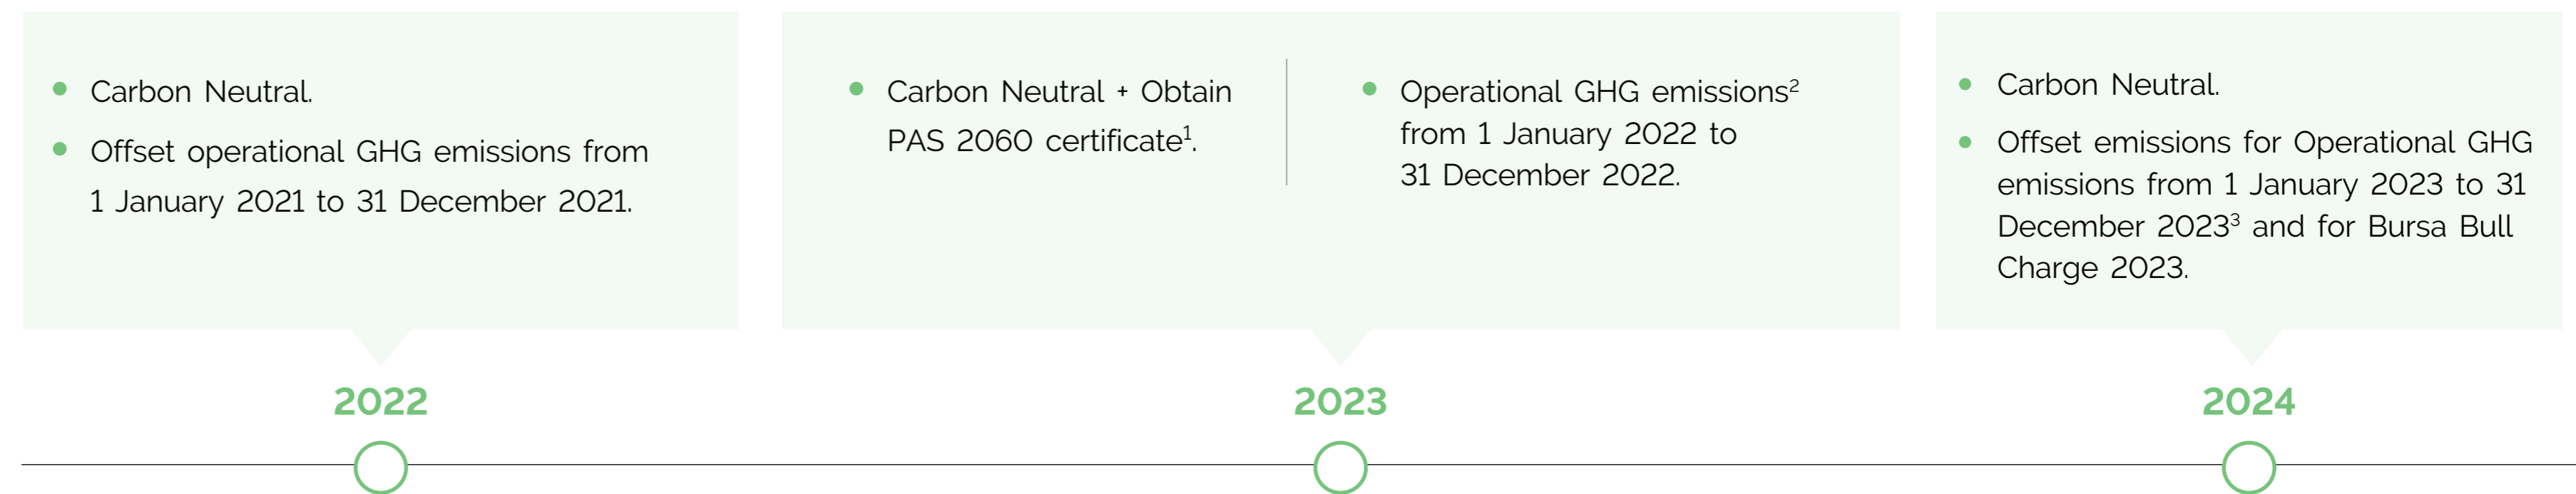 Carbon Neutral.
Offset operational GHG emissions from
1 January 2021 to 31 December 2021.
2022
Carbon Neutral + Obtain
PAS 2060 certificate¹.
Operational GHG emissions²
from 1 January 2022 to
31 December 2022.
2023
Carbon Neutral.
Offset emissions for Operational GHG
emissions from 1 January 2023 to 31
December 2023³ and for Bursa Bull
Charge 2023.
2024